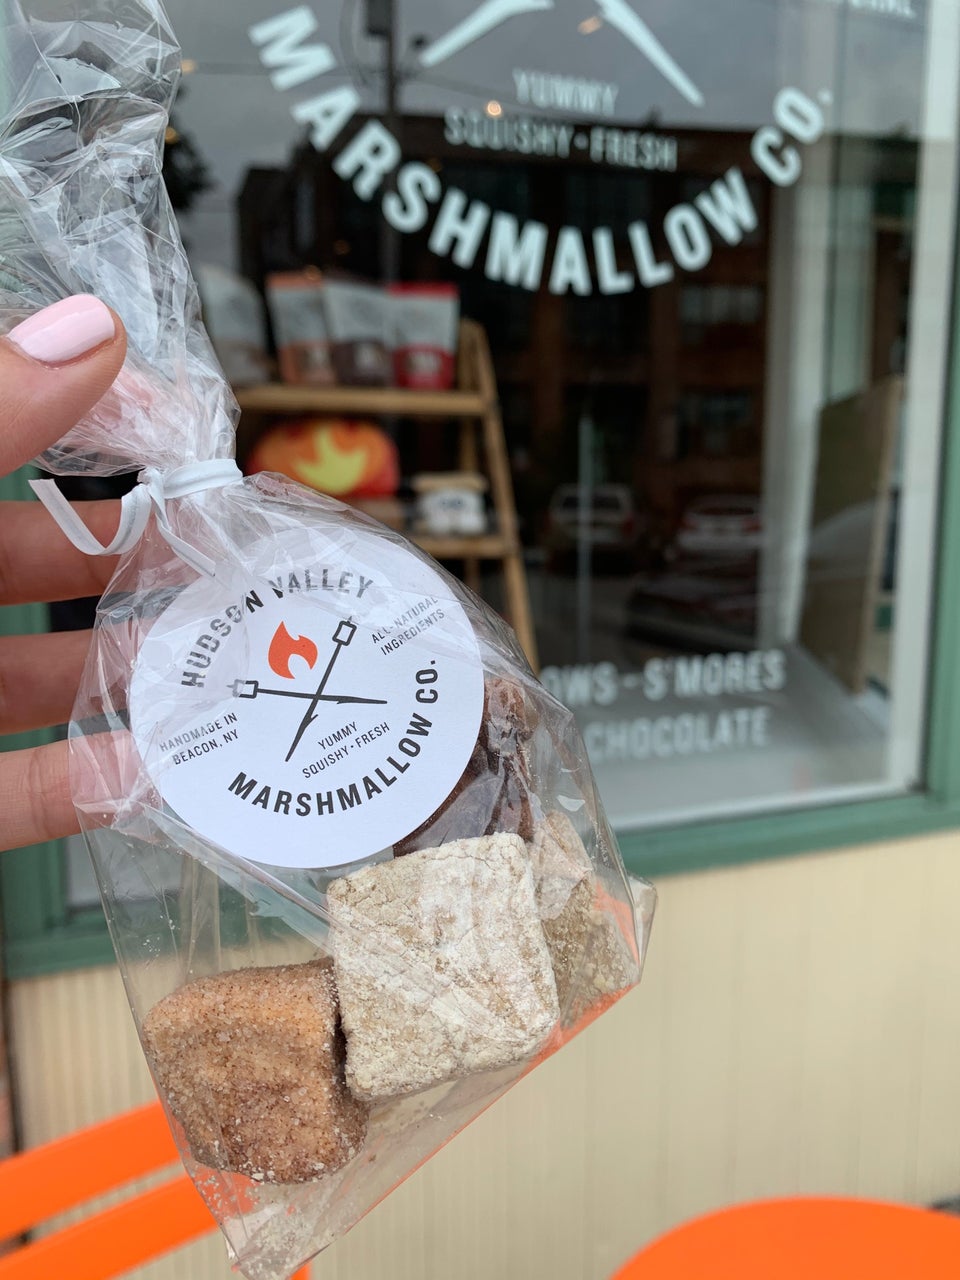 YUMMY
SQUISHY • FRESH
MARSHMALLOW CO.
HUDSON VALLEY
ALL-NATURAL
INGREDIENTS
HANDMADE IN
BEACON, NY
YUMMY
SQUISHY • FRESH
MARSHMALLOW CO.
S'MORES
CHOCOLATE